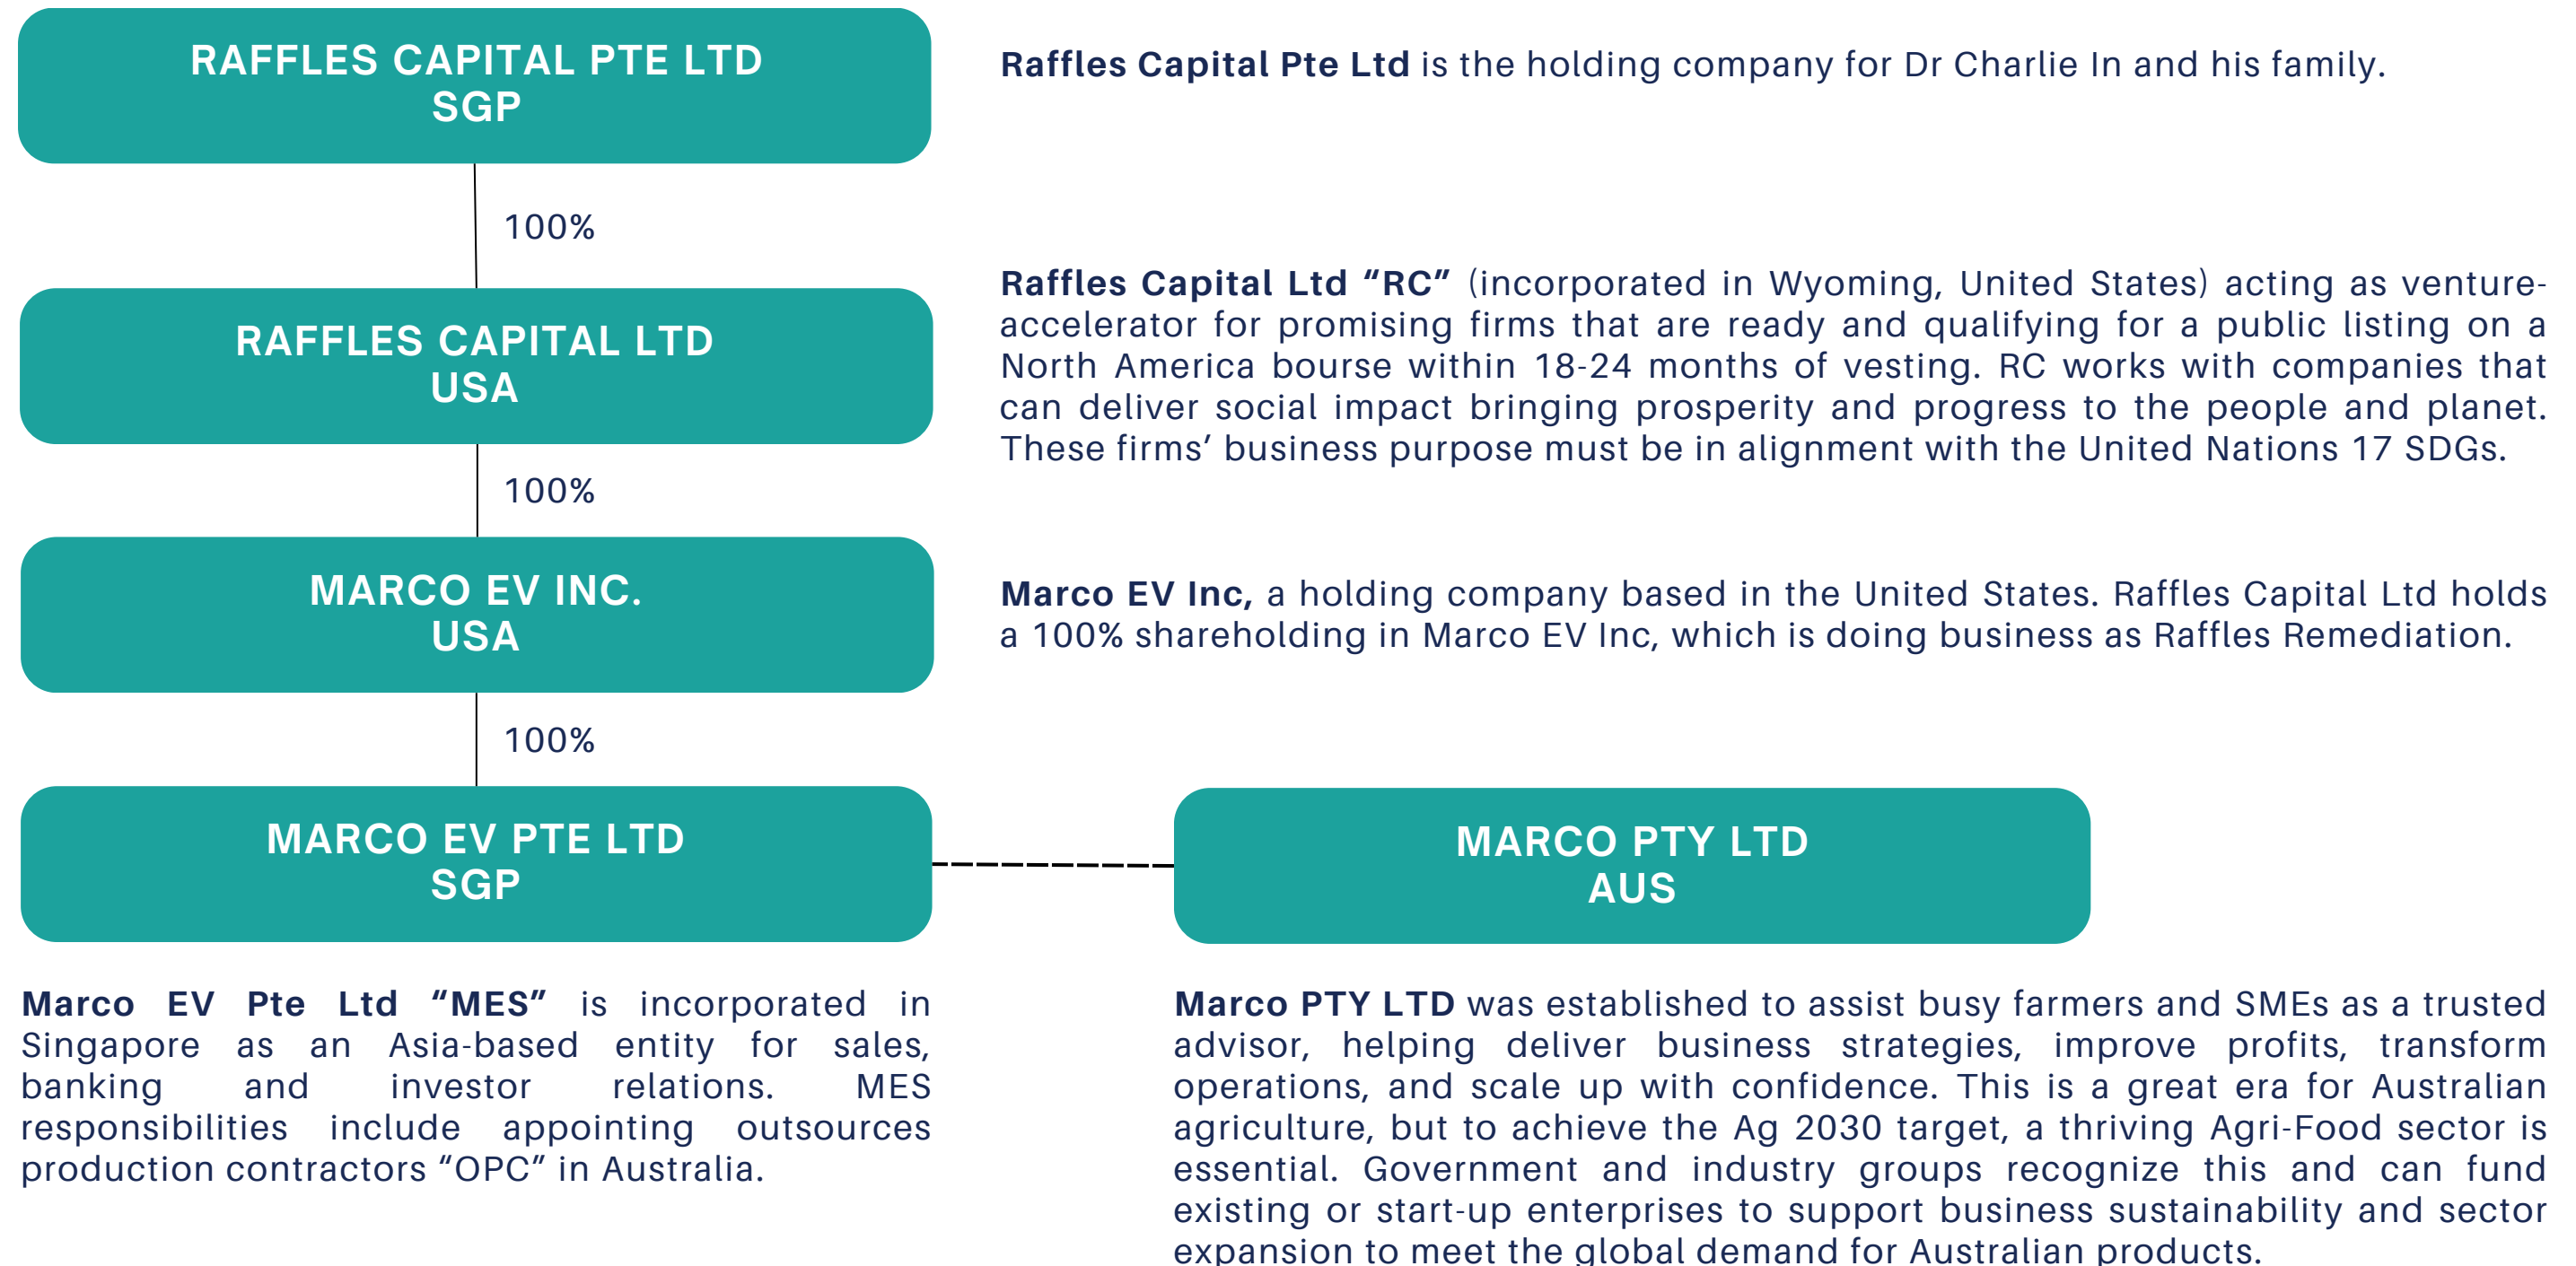 RAFFLES CAPITAL PTE LTD
SGP
Raffles Capital Pte Ltd is the holding company for Dr Charlie In and his family.
100%
RAFFLES CAPITAL LTD
USA
Raffles Capital Ltd “RC” (incorporated in Wyoming, United States) acting as venture-
accelerator for promising firms that are ready and qualifying for a public listing on a
North America bourse within 18-24 months of vesting. RC works with companies that
can deliver social impact bringing prosperity and progress to the people and planet.
These firms’ business purpose must be in alignment with the United Nations 17 SDGs.
100%
MARCO EV INC.
USA
Marco EV Inc, a holding company based in the United States. Raffles Capital Ltd holds
a 100% shareholding in Marco EV Inc, which is doing business as Raffles Remediation.
100%
MARCO EV PTE LTD
SGP
MARCO PTY LTD
AUS
Marco EV Pte Ltd “MES” is incorporated in
Singapore as an Asia-based entity for sales,
banking and investor relations. MES
responsibilities include appointing outsources
production contractors “OPC” in Australia.
Marco PTY LTD was established to assist busy farmers and SMEs as a trusted
advisor, helping deliver business strategies, improve profits, transform
operations, and scale up with confidence. This is a great era for Australian
agriculture, but to achieve the Ag 2030 target, a thriving Agri-Food sector is
essential. Government and industry groups recognize this and can fund
existing or start-up enterprises to support business sustainability and sector
expansion to meet the global demand for Australian products.